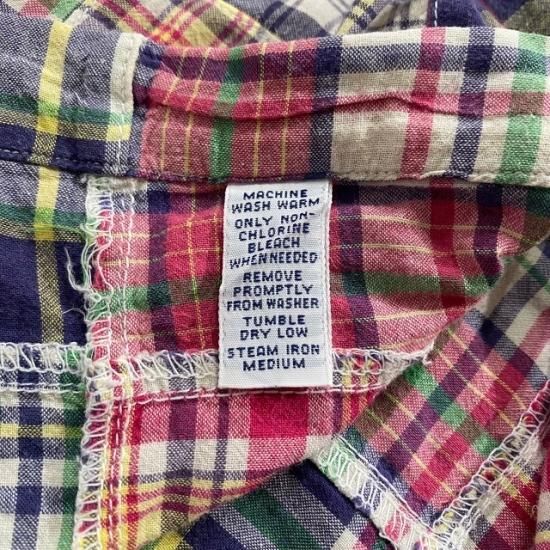 MACHINE
WASH WARM
ONLY NON-
CHLORINE
BLEACH
WHEN NEEDED
REMOVE
PROMPTLY
FROM WASHER
TUMBLE
DRY LOW
STEAM IRON
MEDIUM